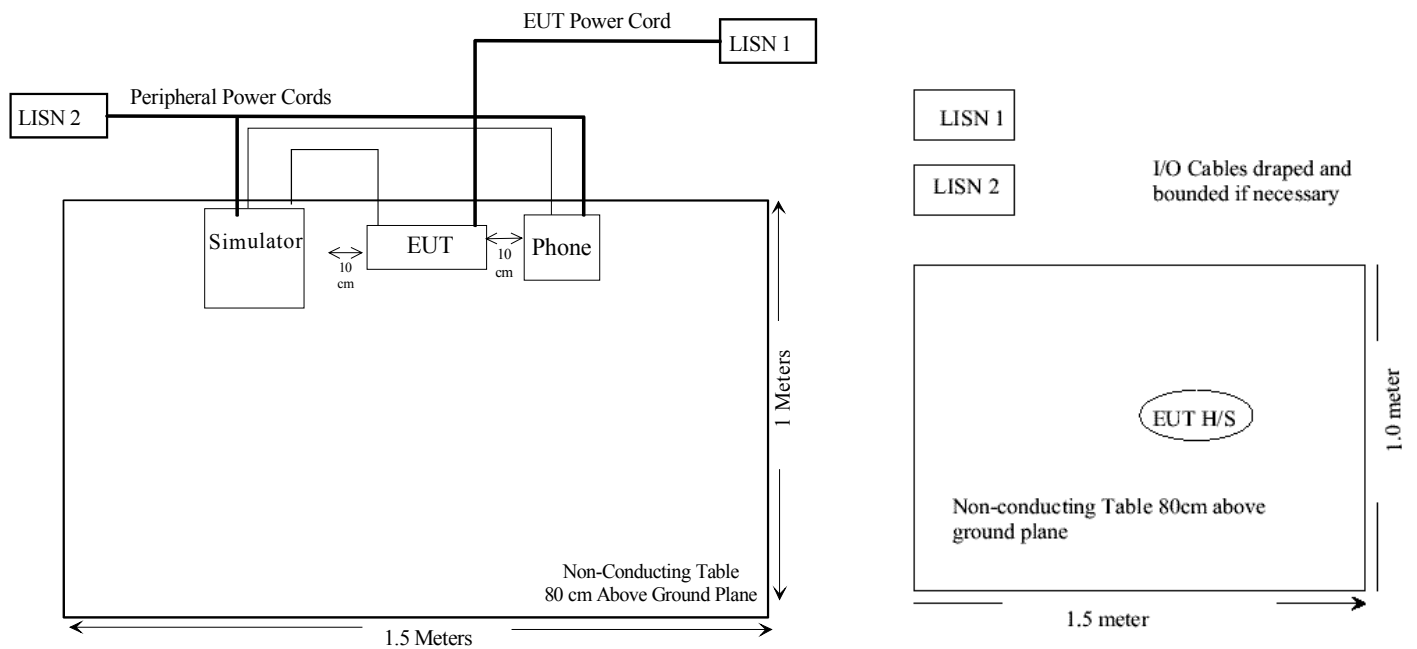 EUT Power Cord
LISN 1
Peripheral Power Cords
LISN 2
Simulator
EUT
Phone
10
cm
10
cm
1 Meters
Non-Conducting Table
80 cm Above Ground Plane
1.5 Meters
LISN 1
LISN 2
I/O Cables draped and
bounded if necessary
EUT H/S
1.0 meter
Non-conducting Table 80cm above
ground plane
1.5 meter